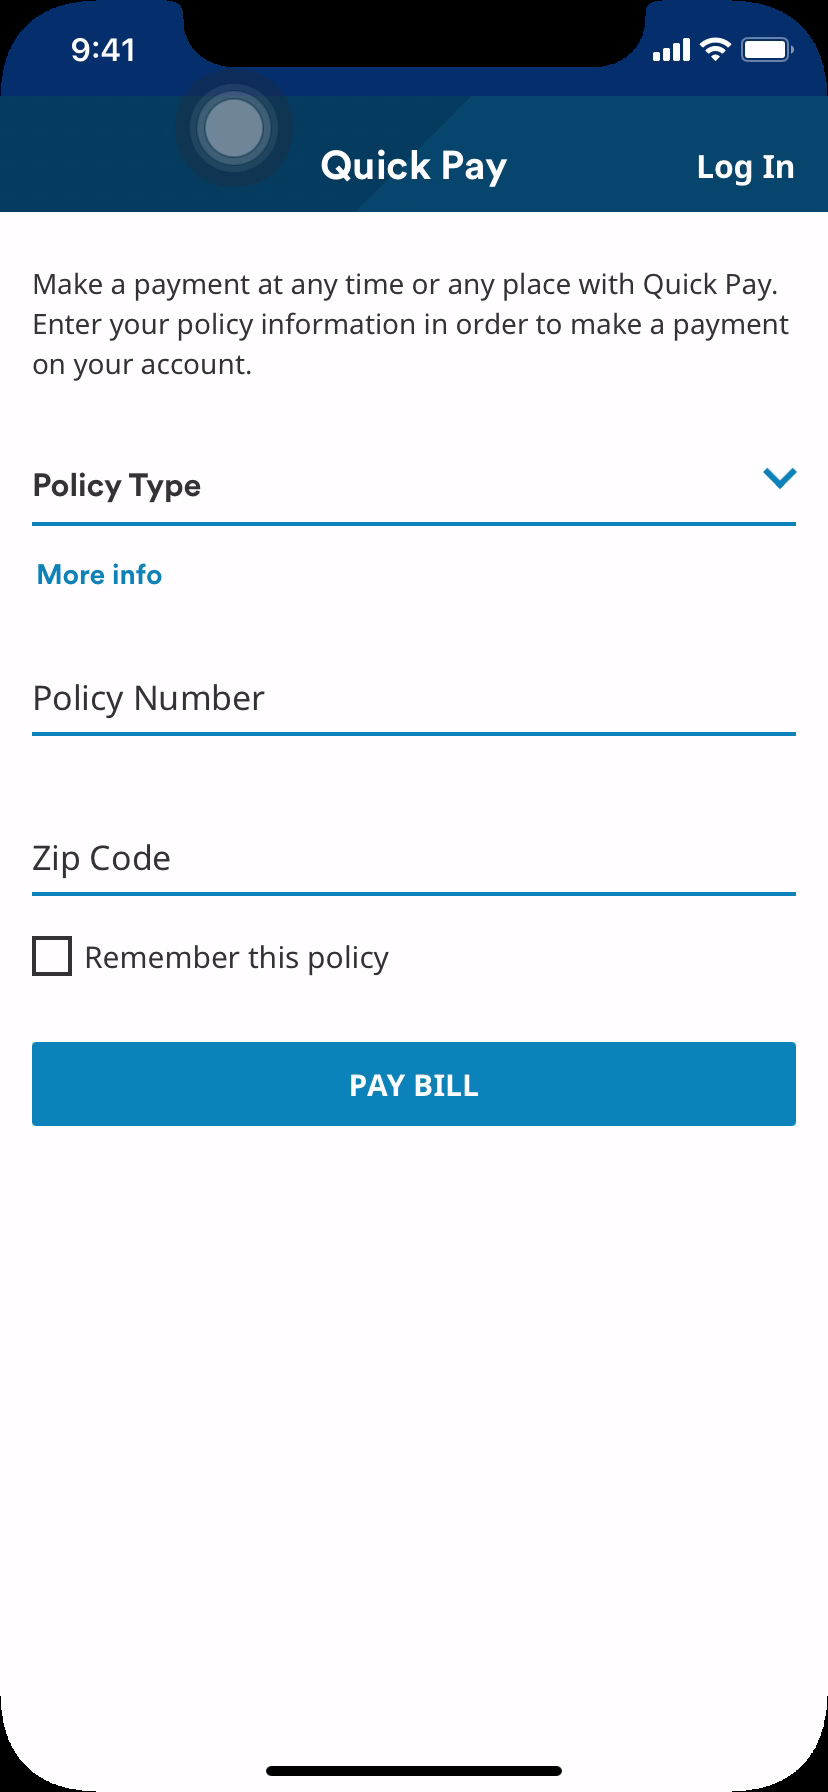 9:41
Quick Pay
Log In
Make a payment at any time or any place with Quick Pay.
Enter your policy information in order to make a payment
on your account.
Policy Type
More info
Policy Number
Zip Code
Remember this policy
PAY BILL